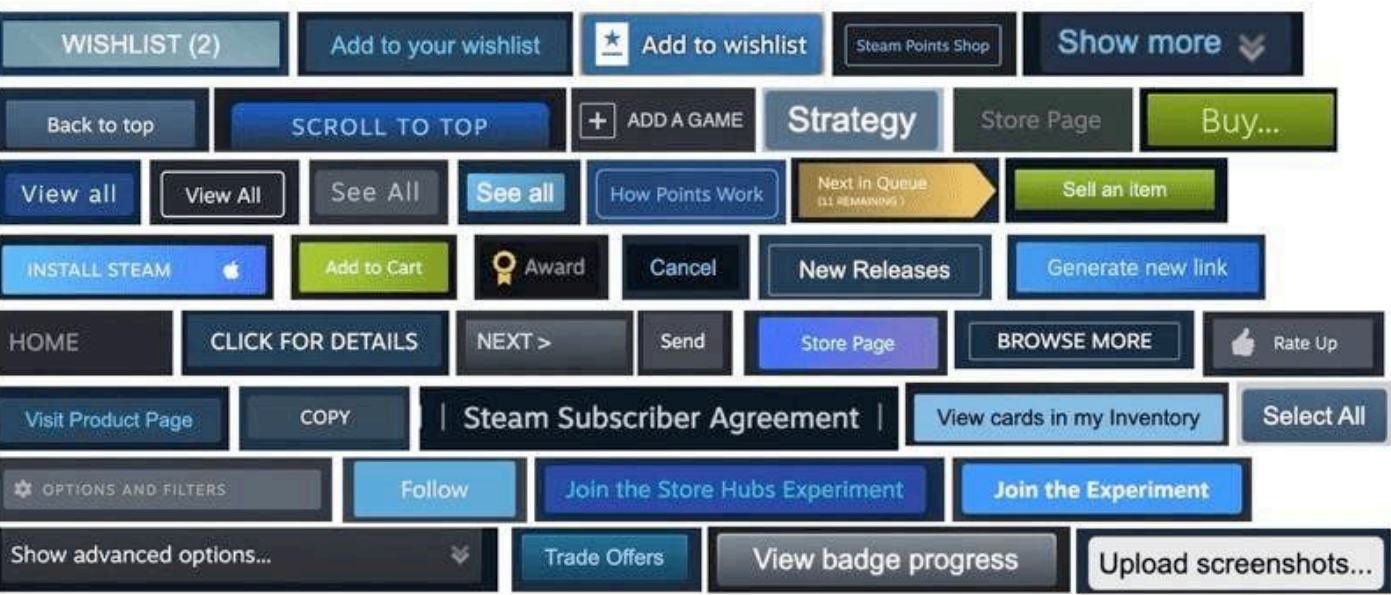 WISHLIST (2)
Add to your wishlist
Add to wishlist
Steam Points Shop
Show more
Back to top
SCROLL TO TOP
ADD A GAME
Strategy
Store Page
Buy...
View all
View All
See All
See all
How Points Work
Next in Queue
(11 REMAINING )
Sell an item
INSTALL STEAM
Add to Cart
Award
Cancel
New Releases
Generate new link
HOME
CLICK FOR DETAILS
NEXT >
Send
Store Page
BROWSE MORE
Rate Up
Visit Product Page
COPY
| Steam Subscriber Agreement |
View cards in my Inventory
Select All
OPTIONS AND FILTERS
Follow
Join the Store Hubs Experiment
Join the Experiment
Show advanced options...
Trade Offers
View badge progress
Upload screenshots...